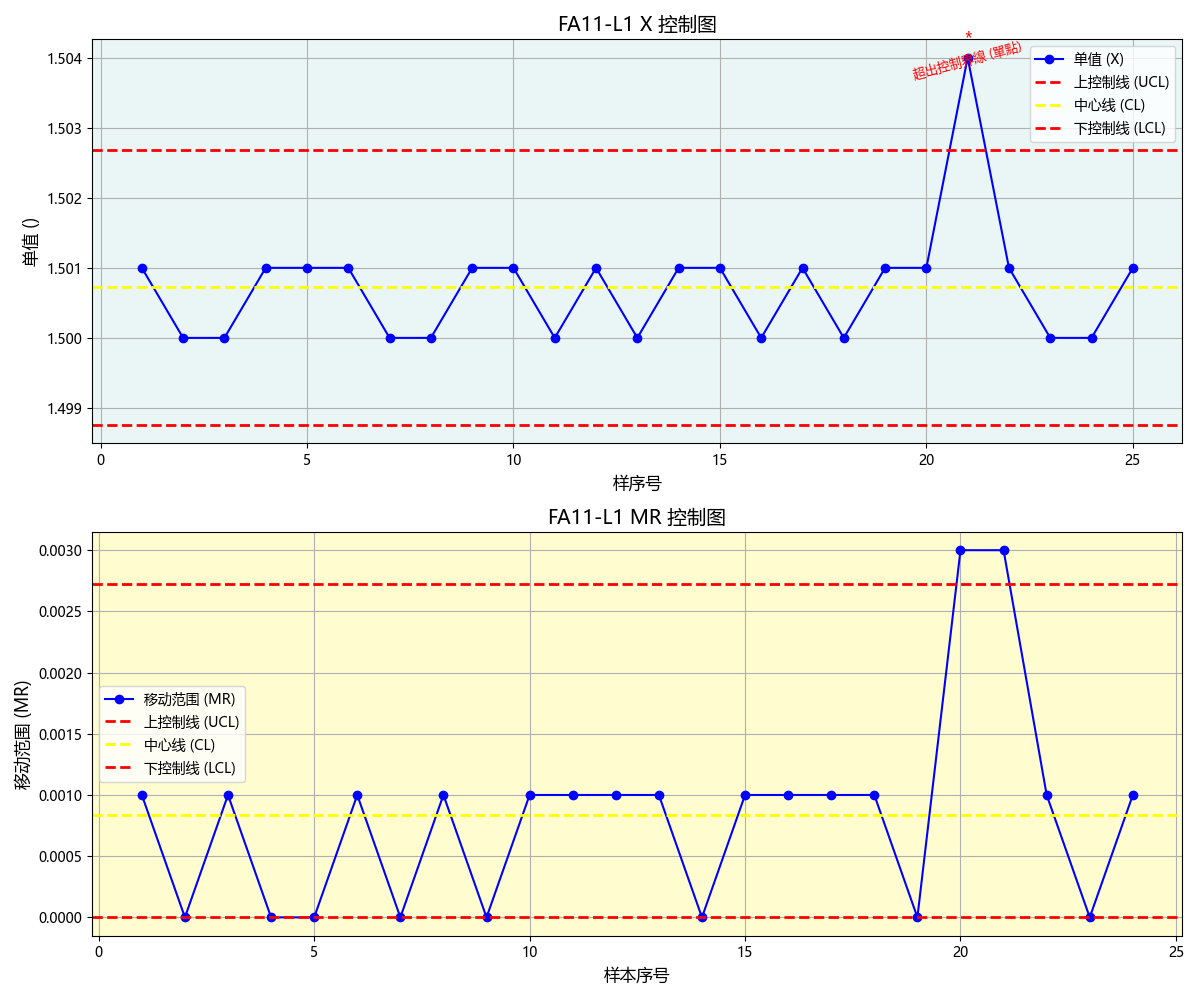 FA11-L1 X 控制图
*
超出控制界線 (單點)
单值 (X)
上控制线 (UCL)
中心线 (CL)
下控制线 (LCL)
1.504
1.503
1.502
1.501
1.500
1.499
单值 ()
0 5 10 15 20 25
样序号
FA11-L1 MR 控制图
0.0030
0.0025
0.0020
0.0015
0.0010
0.0005
0.0000
移动范围 (MR)
移动范围 (MR)
上控制线 (UCL)
中心线 (CL)
下控制线 (LCL)
0 5 10 15 20 25
样本序号